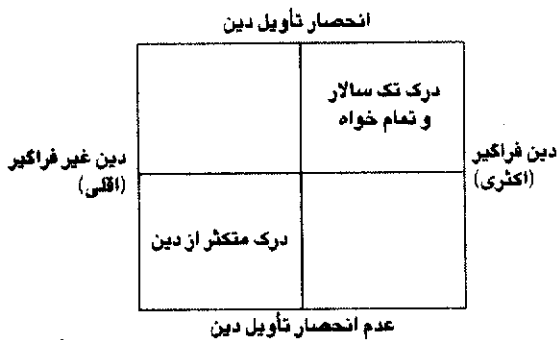 انحصار تأویل دین
درک تک سالار
و تمام خواه
دین فراگیر
(اکثری)
دین غیر فراگیر
(اقلی)
درک متکثر از دین
عدم انحصار تأویل دین